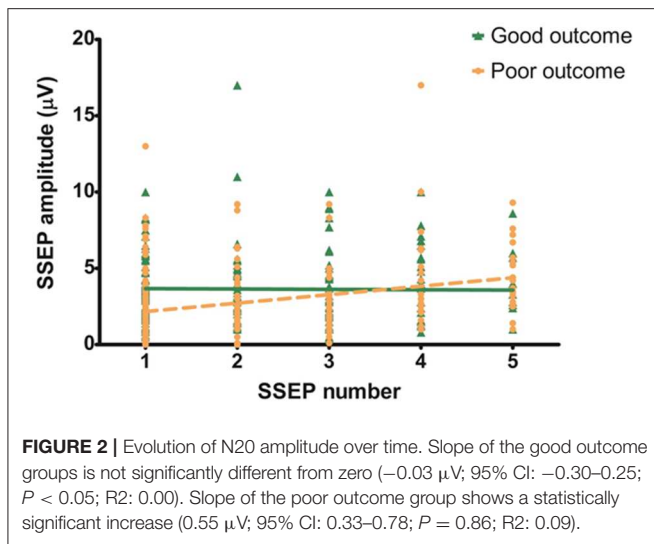 20
15
10
5
0
SSEP amplitude (μV)
Good outcome
Poor outcome
1 2 3 4 5
SSEP number
FIGURE 2 | Evolution of N20 amplitude over time. Slope of the good outcome
groups is not significantly different from zero (−0.03 μV; 95% CI: −0.30–0.25;
P < 0.05; R2: 0.00). Slope of the poor outcome group shows a statistically
significant increase (0.55 μV; 95% CI: 0.33–0.78; P = 0.86; R2: 0.09).